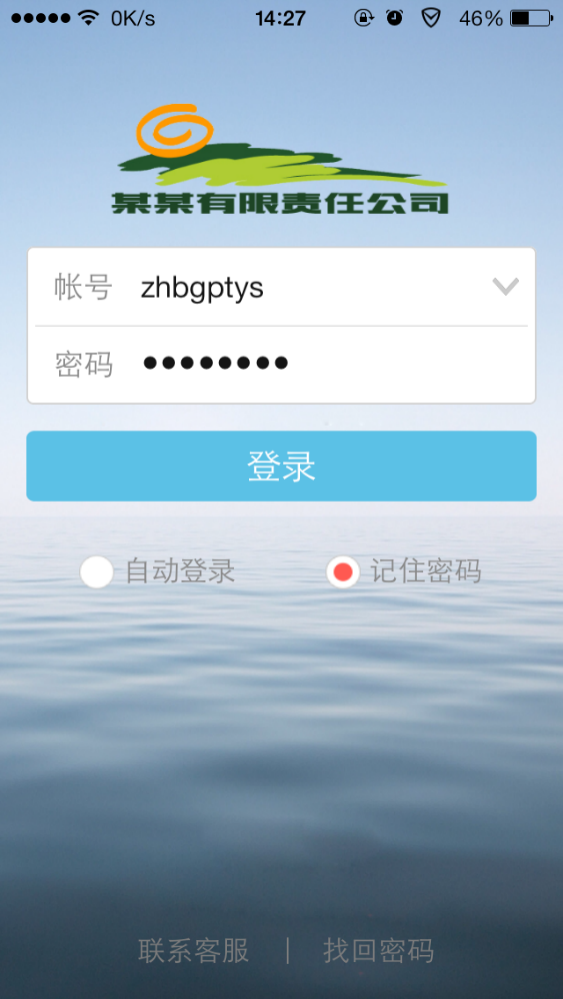 0K/s 14:27 46%
某某有限责任公司
帐号 zhbgptys
密码 ●●●●●●●●
登录
自动登录 记住密码
联系客服 | 找回密码